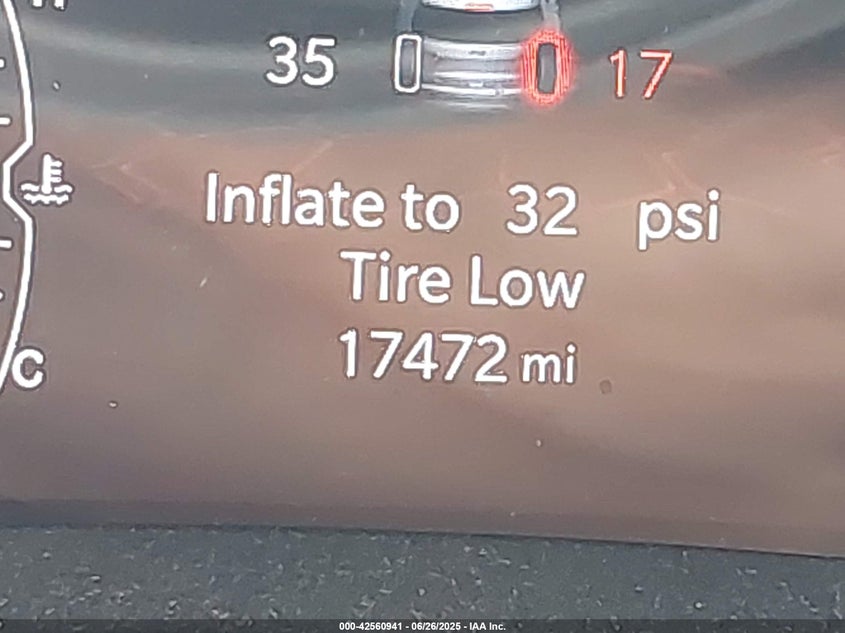 35 17
Inflate to 32 psi
Tire Low
17472 mi
C
000-42560941 - 06/26/2025 - IAA Inc.